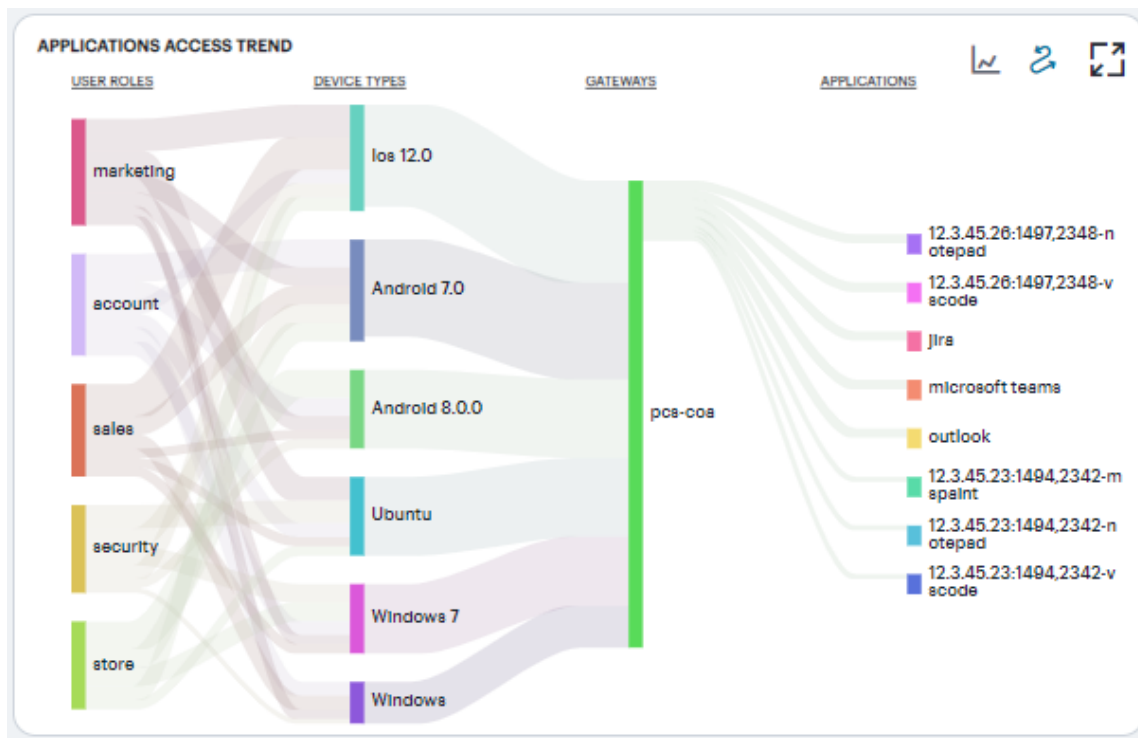 APPLICATIONS ACCESS TREND
USER ROLES
DEVICE TYPES
GATEWAYS
APPLICATIONS
marketing
account
sales
security
store
Ios 12.0
Android 7.0
Android 8.0.0
Ubuntu
Windows 7
Windows
pcs-cos
12.3.45.26:1497,2348-n
otepad
12.3.45.26:1497,2348-v
scode
jira
microsoft teams
outlook
12.3.45.23:1494,2342-m
spaint
12.3.45.23:1494,2342-n
otepad
12.3.45.23:1494,2342-v
scode